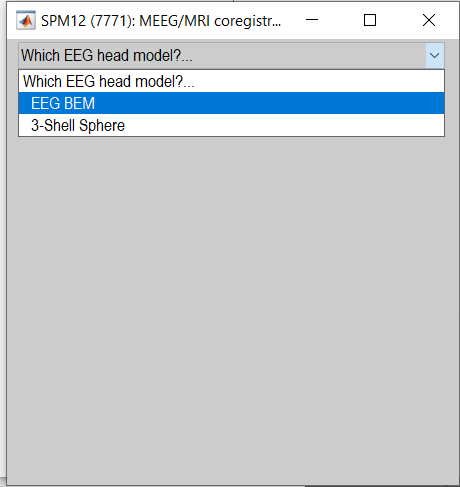 SPM12 (7771): MEEG/MRI coregistr...
Which EEG head model?...
Which EEG head model?...
EEG BEM
3-Shell Sphere